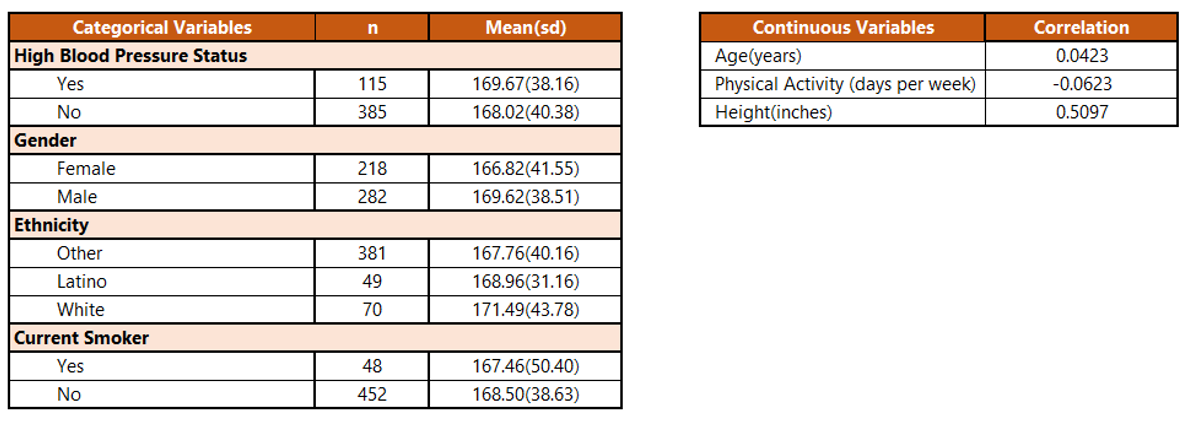 Categorical Variables n Mean(sd)
High Blood Pressure Status
Yes 115 169.67(38.16)
No 385 168.02(40.38)
Gender
Female 218 166.82(41.55)
Male 282 169.62(38.51)
Ethnicity
Other 381 167.76(40.16)
Latino 49 168.96(31.16)
White 70 171.49(43.78)
Current Smoker
Yes 48 167.46(50.40)
No 452 168.50(38.63)
Continuous Variables Correlation
Age(years) 0.0423
Physical Activity (days per week) -0.0623
Height(inches) 0.5097